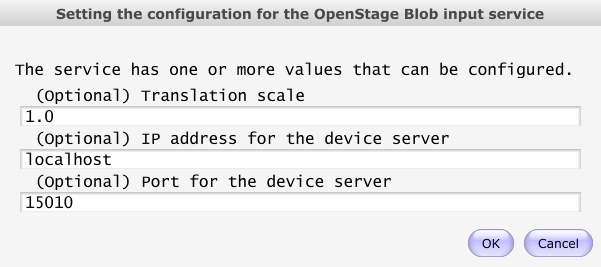 Setting the configuration for the OpenStage Blob input service
The service has one or more values that can be configured.
(Optional) Translation scale
1.0
(Optional) IP address for the device server
localhost
(Optional) Port for the device server
15010
OK Cancel